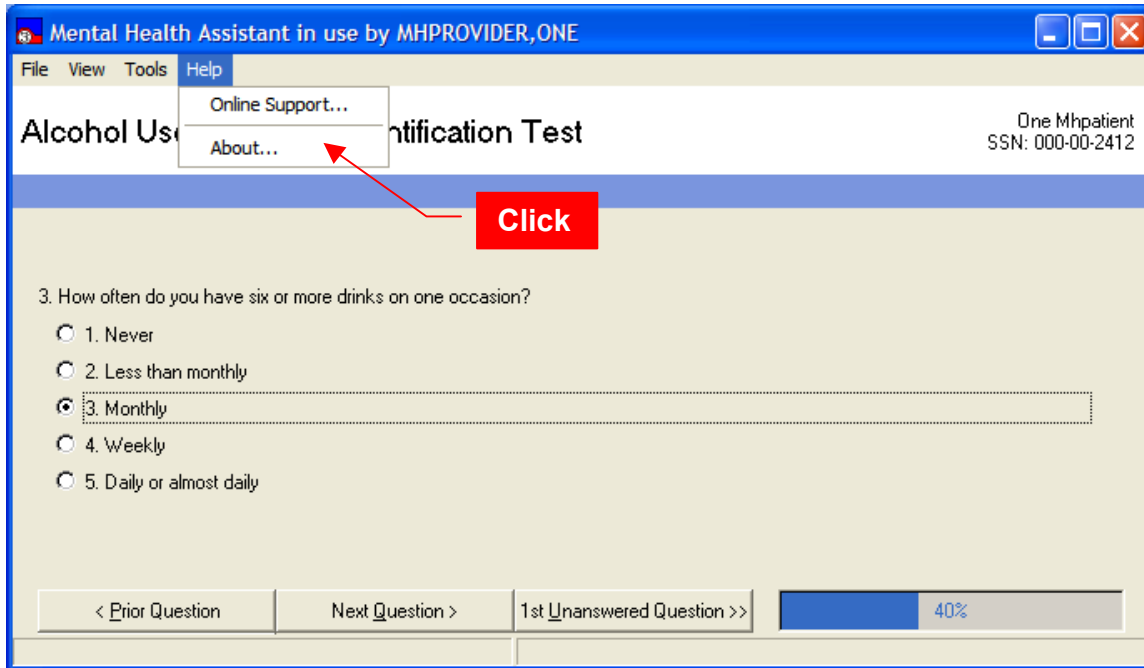 Mental Health Assistant in use by MHPROVIDER,ONE
File View Tools Help
Online Support...
About...
Alcohol Us ntification Test
One Mhpatient
SSN: 000-00-2412
Click
3. How often do you have six or more drinks on one occasion?
1. Never
2. Less than monthly
3. Monthly
4. Weekly
5. Daily or almost daily
< Prior Question
Next Question >
1st Unanswered Question >>
40%